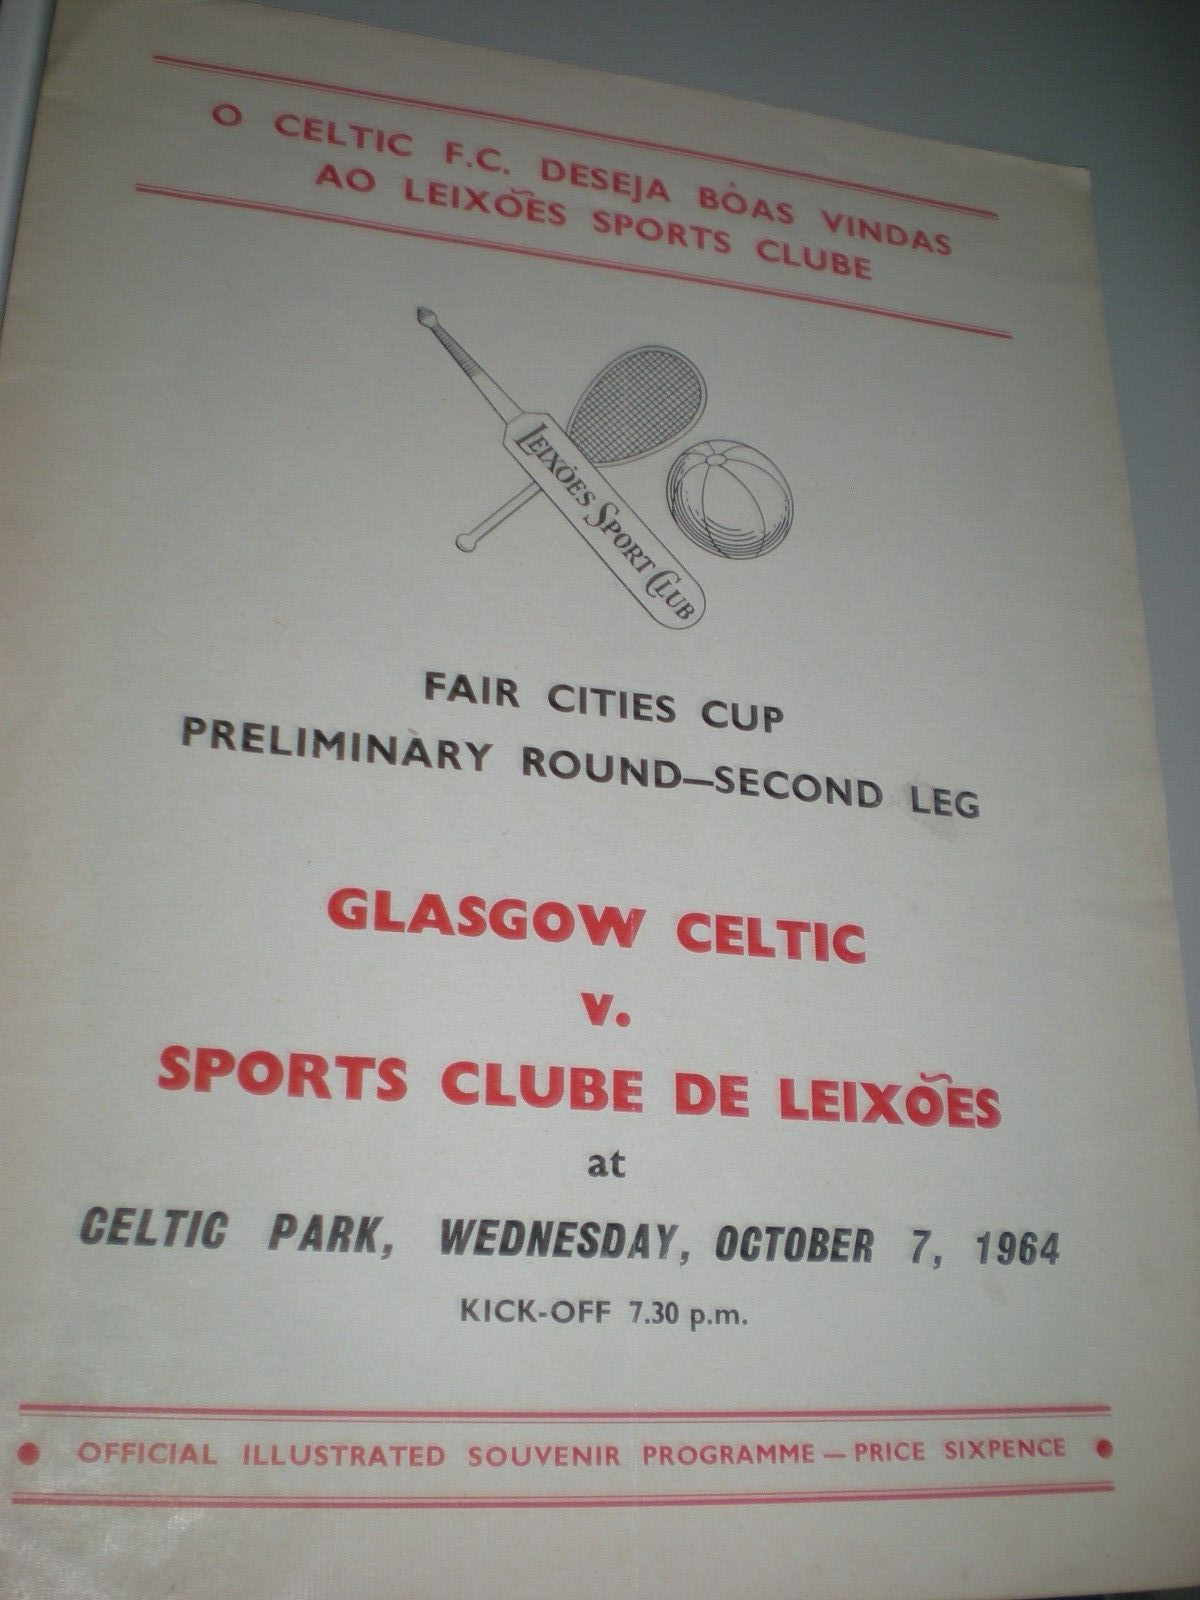 O CELTIC F.C. DESEJA BÔAS VINDAS
AO LEIXÕES SPORTS CLUBE
LEIXÕES SPORT CLUB
FAIR CITIES CUP
PRELIMINARY ROUND—SECOND LEG
GLASGOW CELTIC
v.
SPORTS CLUBE DE LEIXÕES
at
CELTIC PARK, WEDNESDAY, OCTOBER 7, 1964
KICK-OFF 7.30 p.m.
● OFFICIAL ILLUSTRATED SOUVENIR PROGRAMME — PRICE SIXPENCE ●